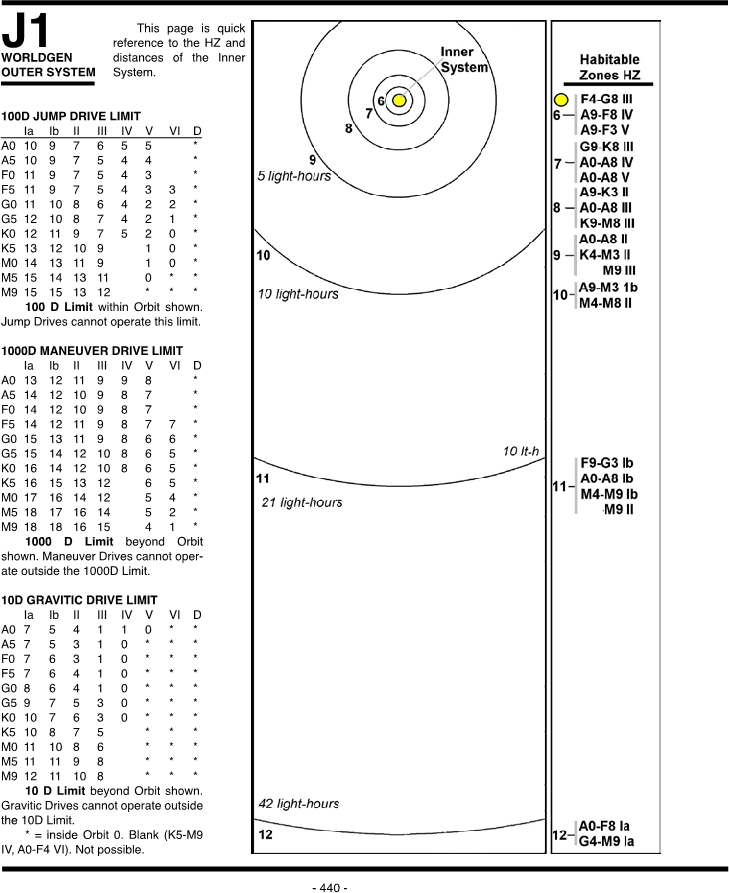 J1
WORLDGEN
OUTER SYSTEM
This page is quick
reference to the HZ and
distances of the Inner
System.
100D JUMP DRIVE LIMIT
Ia Ib II III IV V VI D
A0 10 9 7 6 5 5 *
A5 10 9 7 5 4 4 *
F0 11 9 7 5 4 3 *
F5 11 9 7 5 4 3 3 *
G0 11 10 8 6 4 2 2 *
G5 12 10 8 7 4 2 1 *
K0 12 11 9 7 5 2 0 *
K5 13 12 10 9 1 0 *
M0 14 13 11 9 1 0 *
M5 15 14 13 11 0 * *
M9 15 15 13 12 * * *
100 D Limit within Orbit shown.
Jump Drives cannot operate this limit.
1000D MANEUVER DRIVE LIMIT
Ia Ib II III IV V VI D
A0 13 12 11 9 9 8 *
A5 14 12 10 9 8 7 *
F0 14 12 10 9 8 7 *
F5 14 12 11 9 8 7 7 *
G0 15 13 11 9 8 6 6 *
G5 15 14 12 10 8 6 5 *
K0 16 14 12 10 8 6 5 *
K5 16 15 13 12 6 5 *
M0 17 16 14 12 5 4 *
M5 18 17 16 14 5 2 *
M9 18 18 16 15 4 1 *
1000 D Limit beyond Orbit
shown. Maneuver Drives cannot oper-
ate outside the 1000D Limit.
10D GRAVITIC DRIVE LIMIT
Ia Ib II III IV V VI D
A0 7 5 4 1 1 0 * *
A5 7 5 3 1 0 * * *
F0 7 6 3 1 0 * * *
F5 7 6 4 1 0 * * *
G0 8 6 4 1 0 * * *
G5 9 7 5 3 0 * * *
K0 10 7 6 3 0 * * *
K5 10 8 7 5 * * *
M0 11 10 8 6 * * *
M5 11 11 9 8 * * *
M9 12 11 10 8 * * *
10 D Limit beyond Orbit shown.
Gravitic Drives cannot operate outside
the 10D Limit.
* = inside Orbit 0. Blank (K5-M9
IV, A0-F4 VI). Not possible.
Inner
System
6
7
8
9
5 light-hours
10
10 light-hours
10 lt-h
11
21 light-hours
42 light-hours
12
Habitable
Zones HZ
F4-G8 III
6 A9-F8 IV
A9-F3 V
G9-K8 III
7 A0-A8 IV
A0-A8 V
A9-K3 II
8 A0-A8 III
K9-M8 III
A0-A8 II
9 K4-M3 II
M9 III
10 A9-M3 1b
M4-M8 II
F9-G3 Ib
A0-A8 Ib
11 M4-M9 Ib
M9 II
12 A0-F8 Ia
G4-M9 Ia
- 440 -